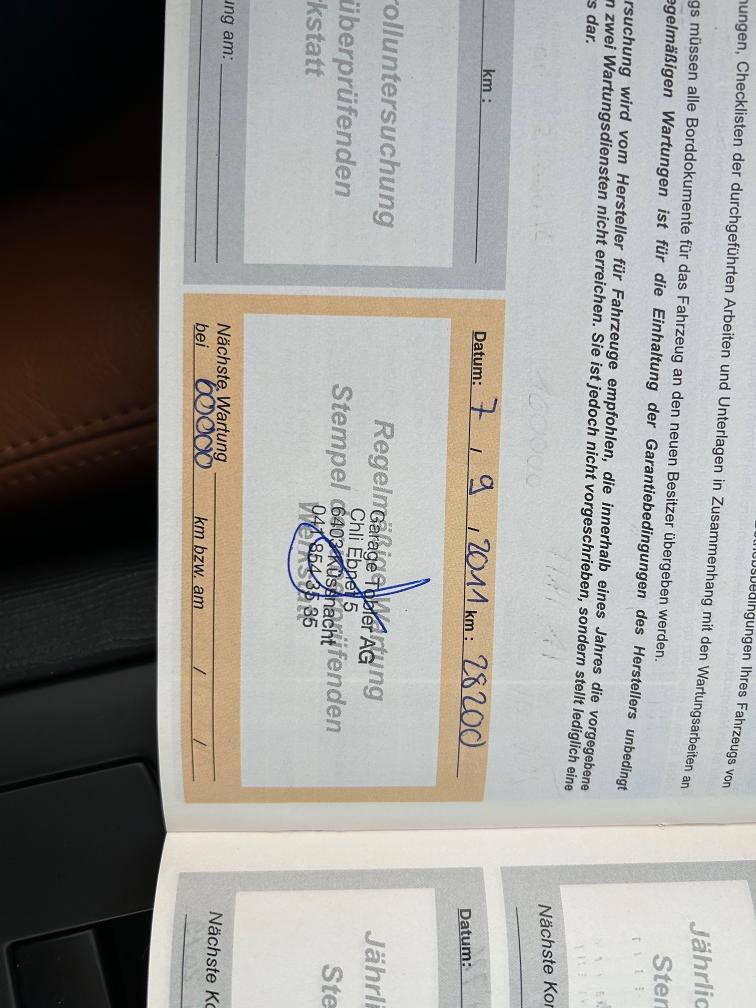 nungen, Checklisten der durchgeführten Arbeiten und Unterlagen in Zusammenhang mit den Wartungsarbeiten an
gs müssen alle Borddokumente für das Fahrzeug an den neuen Besitzer übergeben werden.
egelmäßigen Wartungen ist für die Einhaltung der Garantiebedingungen des Herstellers unbedingt
rsuchung wird vom Hersteller für Fahrzeuge empfohlen, die innerhalb eines Jahres die vorgegebene
n zwei Wartungsdiensten nicht erreichen. Sie ist jedoch nicht vorgeschrieben, sondern stellt lediglich eine
s dar.
km :
rolluntersuchung
überprüfenden
kstatt
ung am:
Datum: 7 , 9 , 2011 km : 28200
Regelmäßige Wartung
Stempel der überprüfenden
Werkstatt
Garage Tobler AG
Chli Ebnet 5
6403 Küssnacht
041 854 35 35
Nächste Wartung
bei 60000 km bzw. am / /
Jährlic
Ste
Nächste Kon
Datum:
Jährli
Ste
Nächste Ko